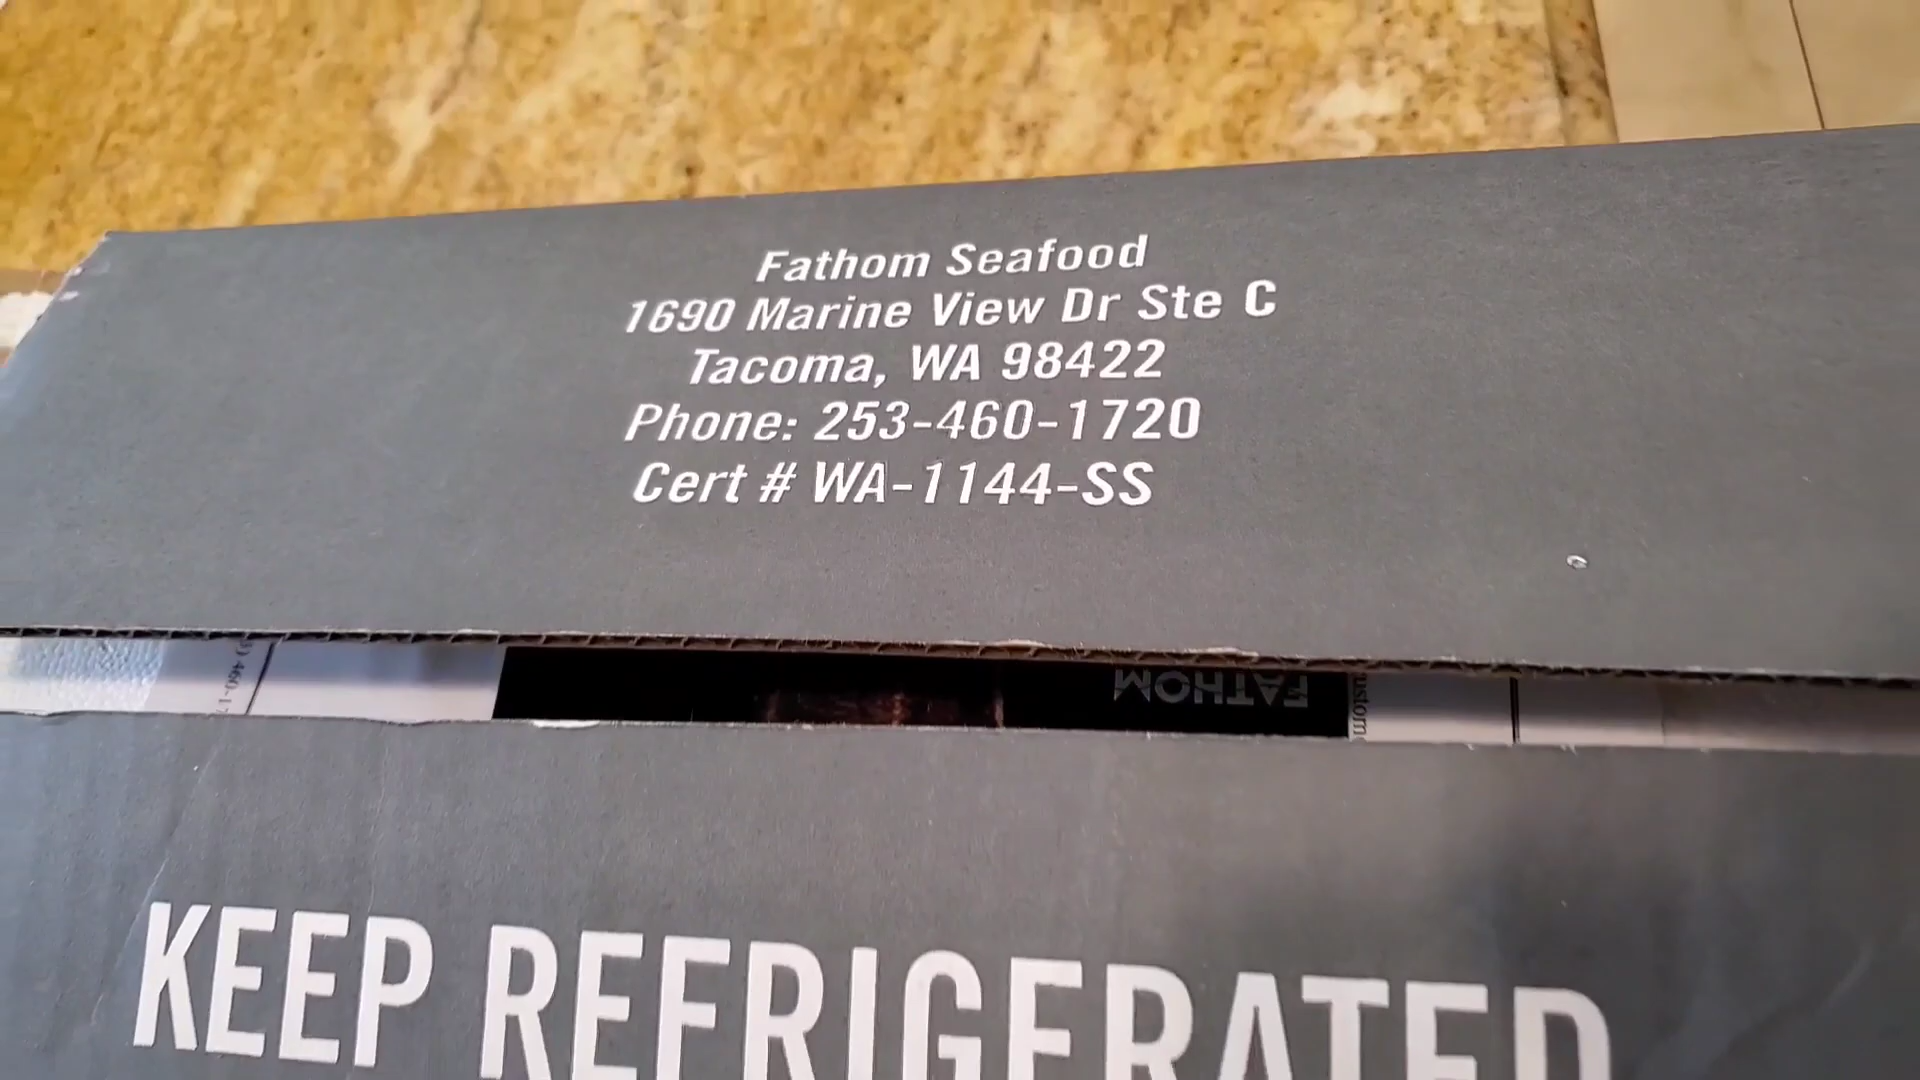 Fathom Seafood
1690 Marine View Dr Ste C
Tacoma, WA 98422
Phone: 253-460-1720
Cert # WA-1144-SS
FATHOM
KEEP REFRIGERATED